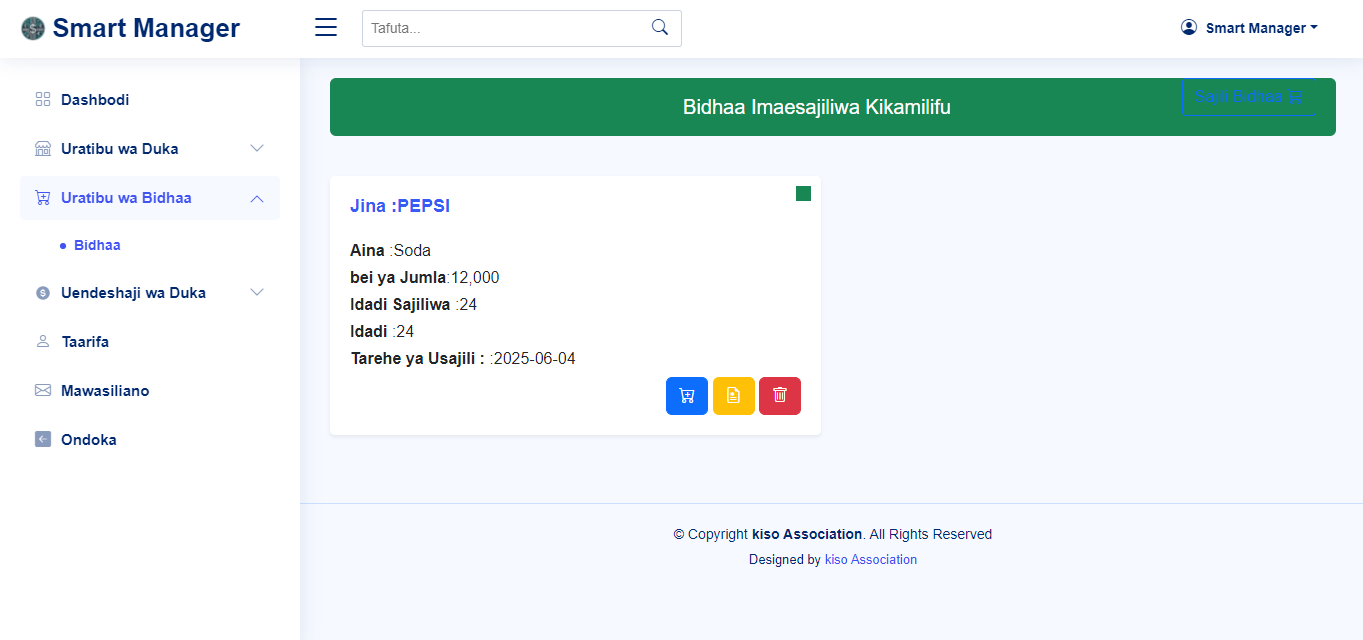 Smart Manager
Tafuta...
Smart Manager
Dashbodi
Uratibu wa Duka
Uratibu wa Bidhaa
Bidhaa
Uendeshaji wa Duka
Taarifa
Mawasiliano
Ondoka
Bidhaa Imaesajiliwa Kikamilifu
Sajili Bidhaa
Jina :PEPSI
Aina :Soda
bei ya Jumla:12,000
Idadi Sajiliwa :24
Idadi :24
Tarehe ya Usajili : :2025-06-04
© Copyright kiso Association. All Rights Reserved
Designed by kiso Association